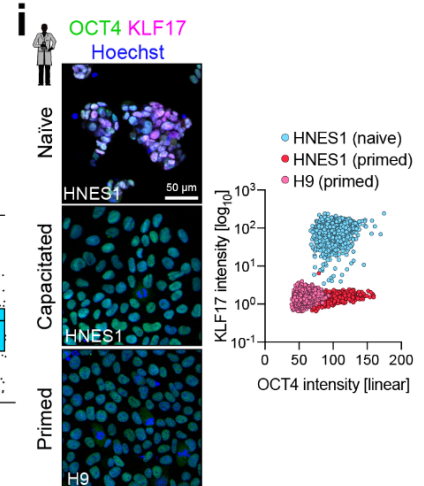 i
OCT4 KLF17
Hoechst
Naïve
HNES1
50 µm
Capacitated
HNES1
Primed
H9
HNES1 (naive)
HNES1 (primed)
H9 (primed)
KLF17 intensity [log10]
10³
10²
10¹
10⁰
10⁻¹
0 50 100 150 200
OCT4 intensity [linear]